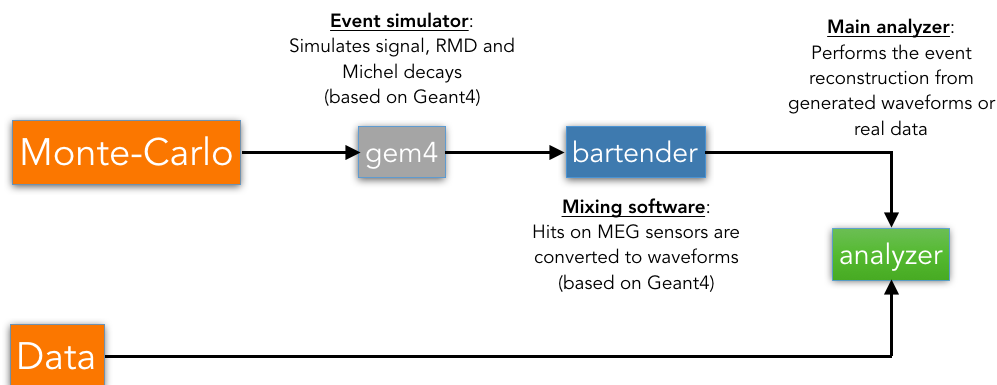 Event simulator:
Simulates signal, RMD and
Michel decays
(based on Geant4)
Main analyzer:
Performs the event
reconstruction from
generated waveforms or
real data
Monte-Carlo
gem4
bartender
Mixing software:
Hits on MEG sensors are
converted to waveforms
(based on Geant4)
analyzer
Data